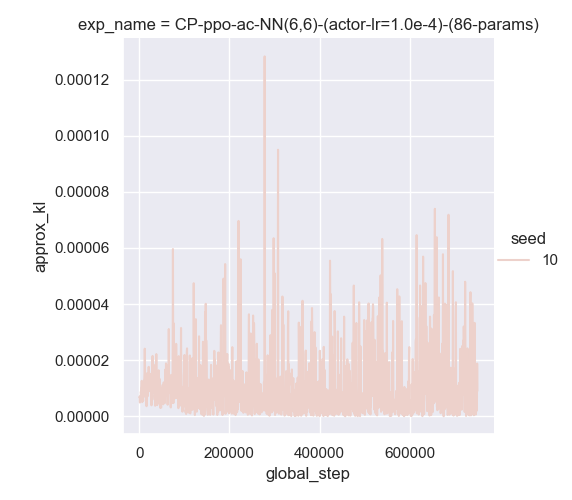 exp_name = CP-ppo-ac-NN(6,6)-(actor-lr=1.0e-4)-(86-params)
0.00012
0.00010
0.00008
0.00006
0.00004
0.00002
0.00000
approx_kl
0 200000 400000 600000
global_step
seed
10